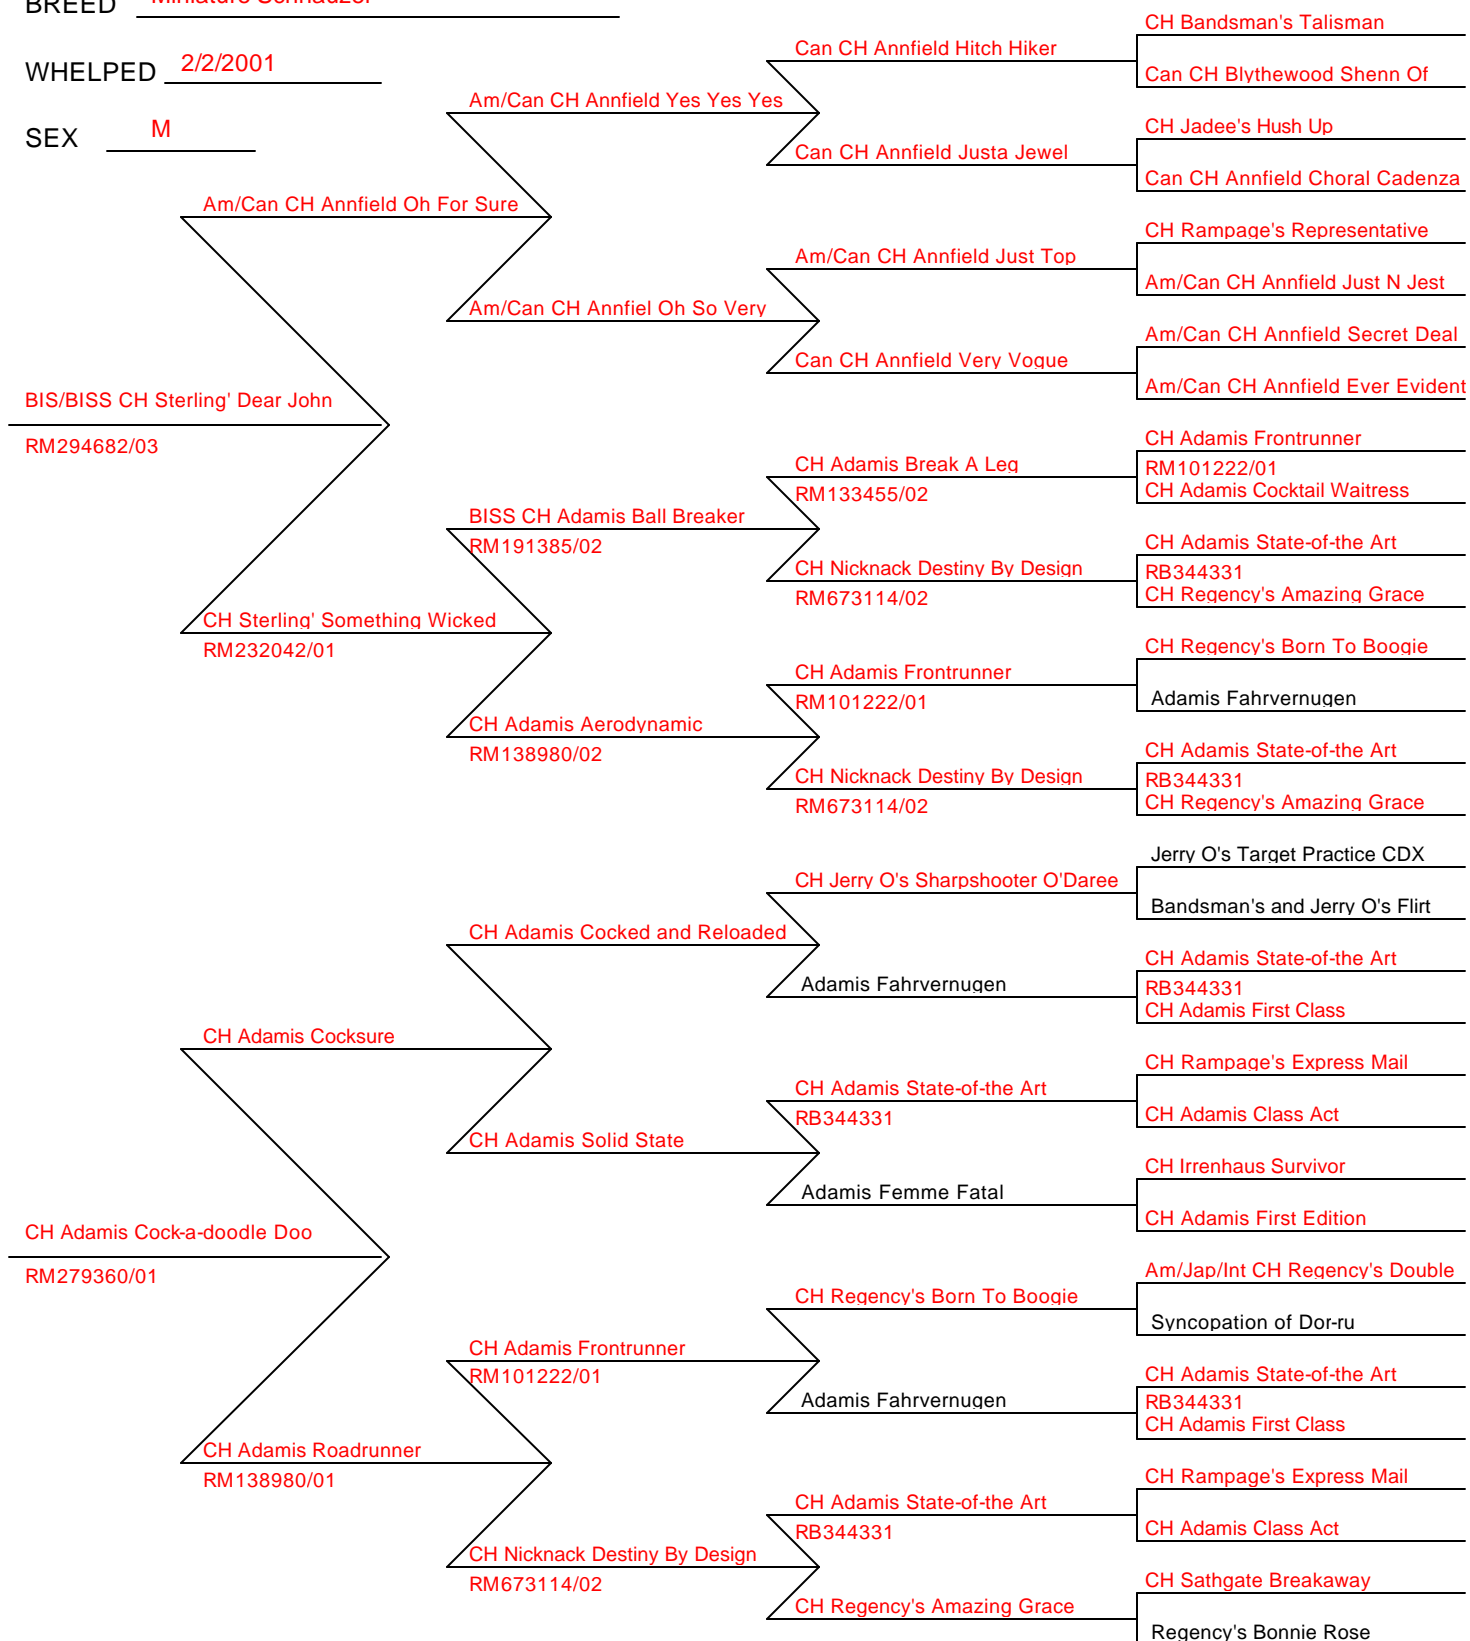 BREED Miniature Schnauzer
WHELPED 2/2/2001
SEX M
BIS/BISS CH Sterling' Dear John
RM294682/03
CH Adamis Cock-a-doodle Doo
RM279360/01
Am/Can CH Annfield Oh For Sure
CH Sterling' Something Wicked
RM232042/01
CH Adamis Cocksure
CH Adamis Roadrunner
RM138980/01
Am/Can CH Annfield Yes Yes Yes
Am/Can CH Annfiel Oh So Very
BISS CH Adamis Ball Breaker
RM191385/02
CH Adamis Aerodynamic
RM138980/02
CH Adamis Cocked and Reloaded
CH Adamis Solid State
CH Adamis Frontrunner
RM101222/01
CH Nicknack Destiny By Design
RM673114/02
Can CH Annfield Hitch Hiker
Can CH Annfield Justa Jewel
Am/Can CH Annfield Just Top
Can CH Annfield Very Vogue
CH Adamis Break A Leg
RM133455/02
CH Nicknack Destiny By Design
RM673114/02
CH Adamis Frontrunner
RM101222/01
CH Nicknack Destiny By Design
RM673114/02
CH Jerry O's Sharpshooter O'Daree
Adamis Fahrvernugen
CH Adamis State-of-the Art
RB344331
Adamis Femme Fatal
CH Regency's Born To Boogie
Adamis Fahrvernugen
CH Adamis State-of-the Art
RB344331
CH Regency's Amazing Grace
CH Bandsman's Talisman
Can CH Blythewood Shenn Of
CH Jadee's Hush Up
Can CH Annfield Choral Cadenza
CH Rampage's Representative
Am/Can CH Annfield Just N Jest
Am/Can CH Annfield Secret Deal
Am/Can CH Annfield Ever Evident
CH Adamis Frontrunner
RM101222/01
CH Adamis Cocktail Waitress
CH Adamis State-of-the Art
RB344331
CH Regency's Amazing Grace
CH Regency's Born To Boogie
Adamis Fahrvernugen
CH Adamis State-of-the Art
RB344331
CH Regency's Amazing Grace
Jerry O's Target Practice CDX
Bandsman's and Jerry O's Flirt
CH Adamis State-of-the Art
RB344331
CH Adamis First Class
CH Rampage's Express Mail
CH Adamis Class Act
CH Irrenhaus Survivor
CH Adamis First Edition
Am/Jap/Int CH Regency's Double
Syncopation of Dor-ru
CH Adamis State-of-the Art
RB344331
CH Adamis First Class
CH Rampage's Express Mail
CH Adamis Class Act
CH Sathgate Breakaway
Regency's Bonnie Rose